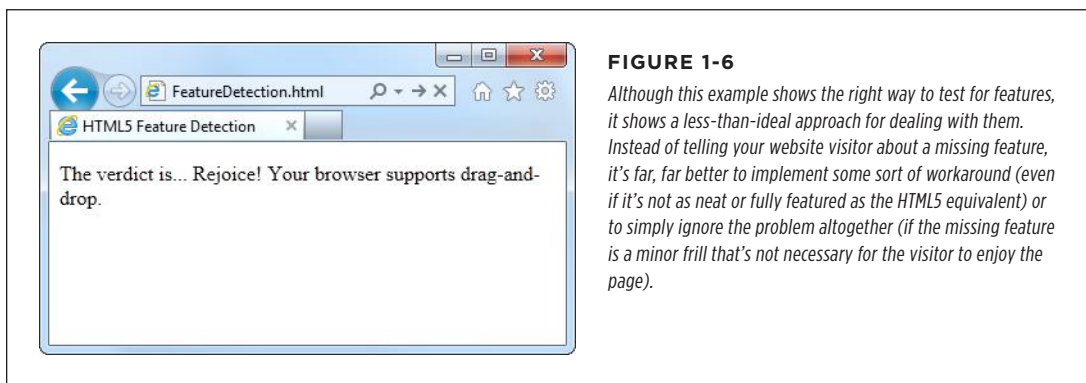 FeatureDetection.html
HTML5 Feature Detection
The verdict is... Rejoice! Your browser supports drag-and-
drop.
FIGURE 1-6
Although this example shows the right way to test for features,
it shows a less-than-ideal approach for dealing with them.
Instead of telling your website visitor about a missing feature,
it's far, far better to implement some sort of workaround (even
if it's not as neat or fully featured as the HTML5 equivalent) or
to simply ignore the problem altogether (if the missing feature
is a minor frill that's not necessary for the visitor to enjoy the
page).